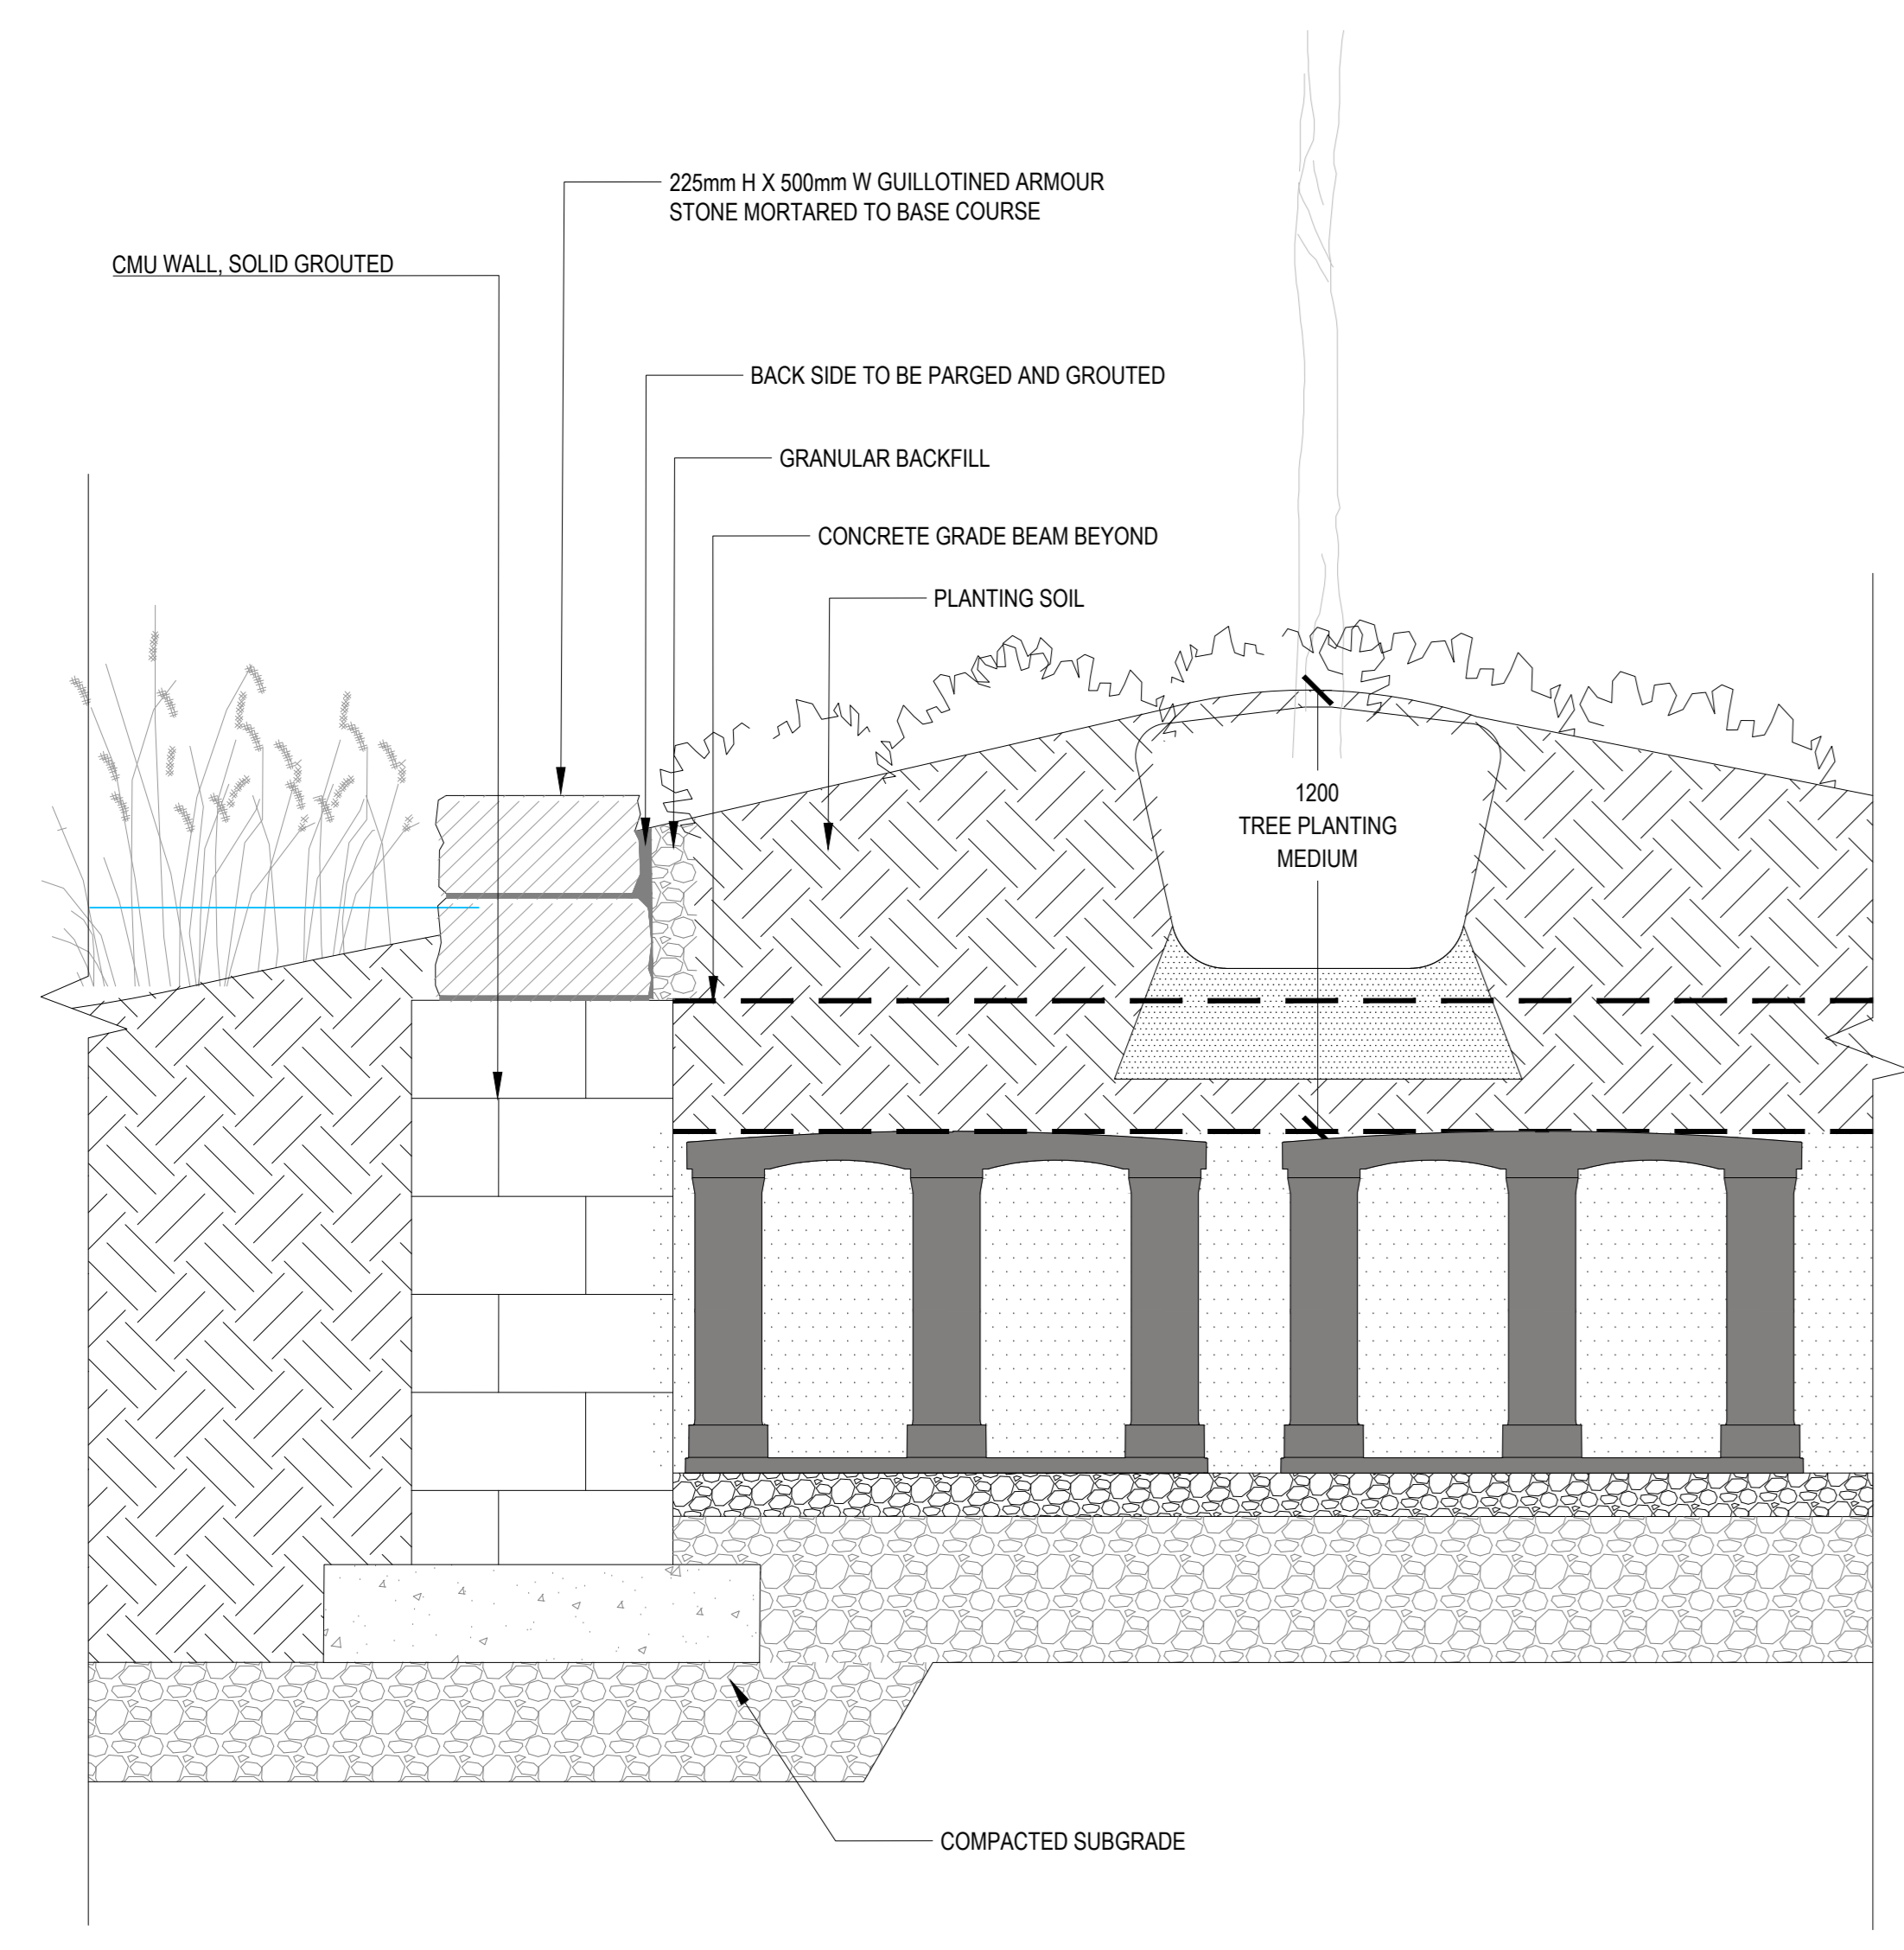 225mm H X 500mm W GUILLOTINED ARMOUR
STONE MORTARED TO BASE COURSE
CMU WALL, SOLID GROUTED
BACK SIDE TO BE PARGED AND GROUTED
GRANULAR BACKFILL
CONCRETE GRADE BEAM BEYOND
PLANTING SOIL
1200
TREE PLANTING
MEDIUM
COMPACTED SUBGRADE